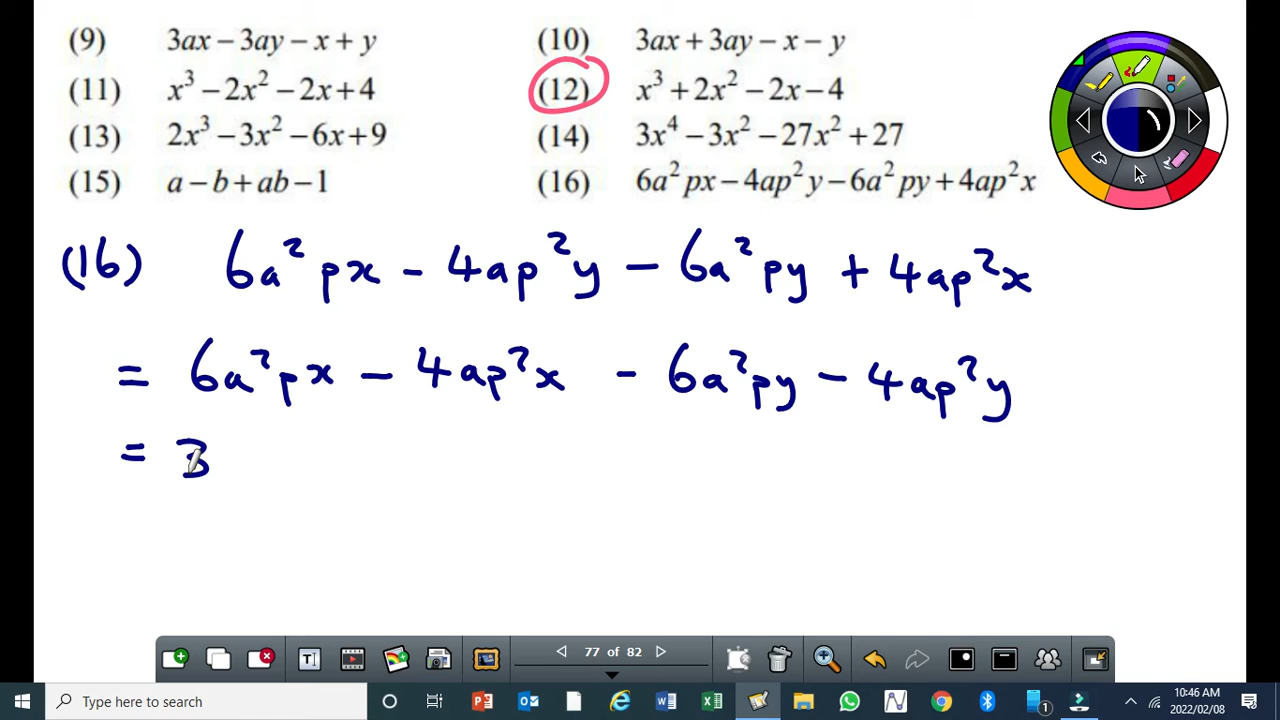 (9) 3ax − 3ay − x + y (10) 3ax + 3ay − x − y
(11) x³ − 2x² − 2x + 4 (12) x³ + 2x² − 2x − 4
(13) 2x³ − 3x² − 6x + 9 (14) 3x⁴ − 3x² − 27x² + 27
(15) a − b + ab − 1 (16) 6a²px − 4ap²y − 6a²py + 4ap²x
(16) 6a²px − 4ap²y − 6a²py + 4ap²x
= 6a²px − 4ap²x − 6a²py − 4ap²y
= 3
77 of 82
Type here to search
1
10:46 AM
2022/02/08